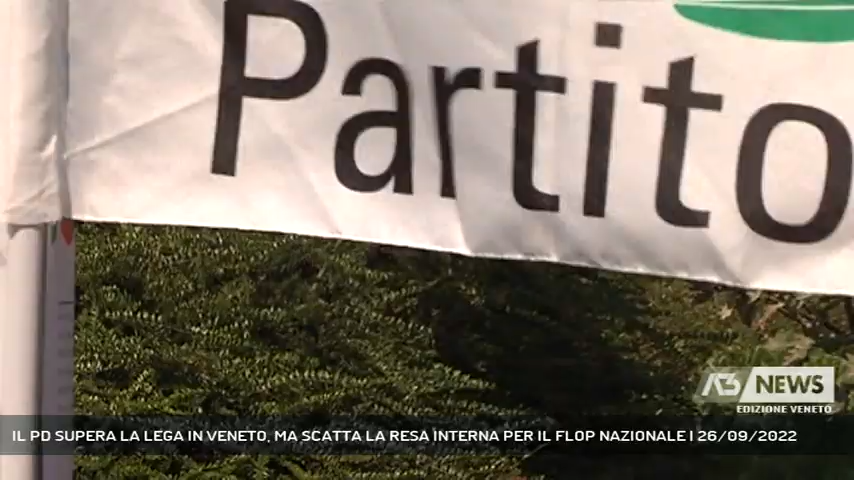 Partito
A3 NEWS
EDIZIONE VENETO
IL PD SUPERA LA LEGA IN VENETO, MA SCATTA LA RESA INTERNA PER IL FLOP NAZIONALE | 26/09/2022